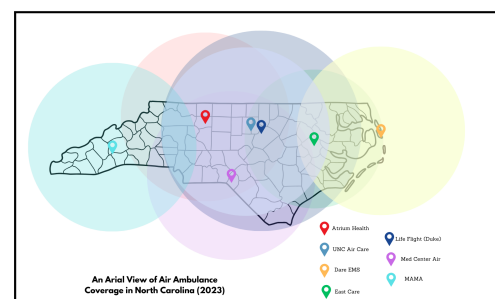 Atrium Health
Life Flight (Duke)
UNC Air Care
Med Center Air
Dare EMS
MAMA
East Care
An Arial View of Air Ambulance
Coverage in North Carolina (2023)